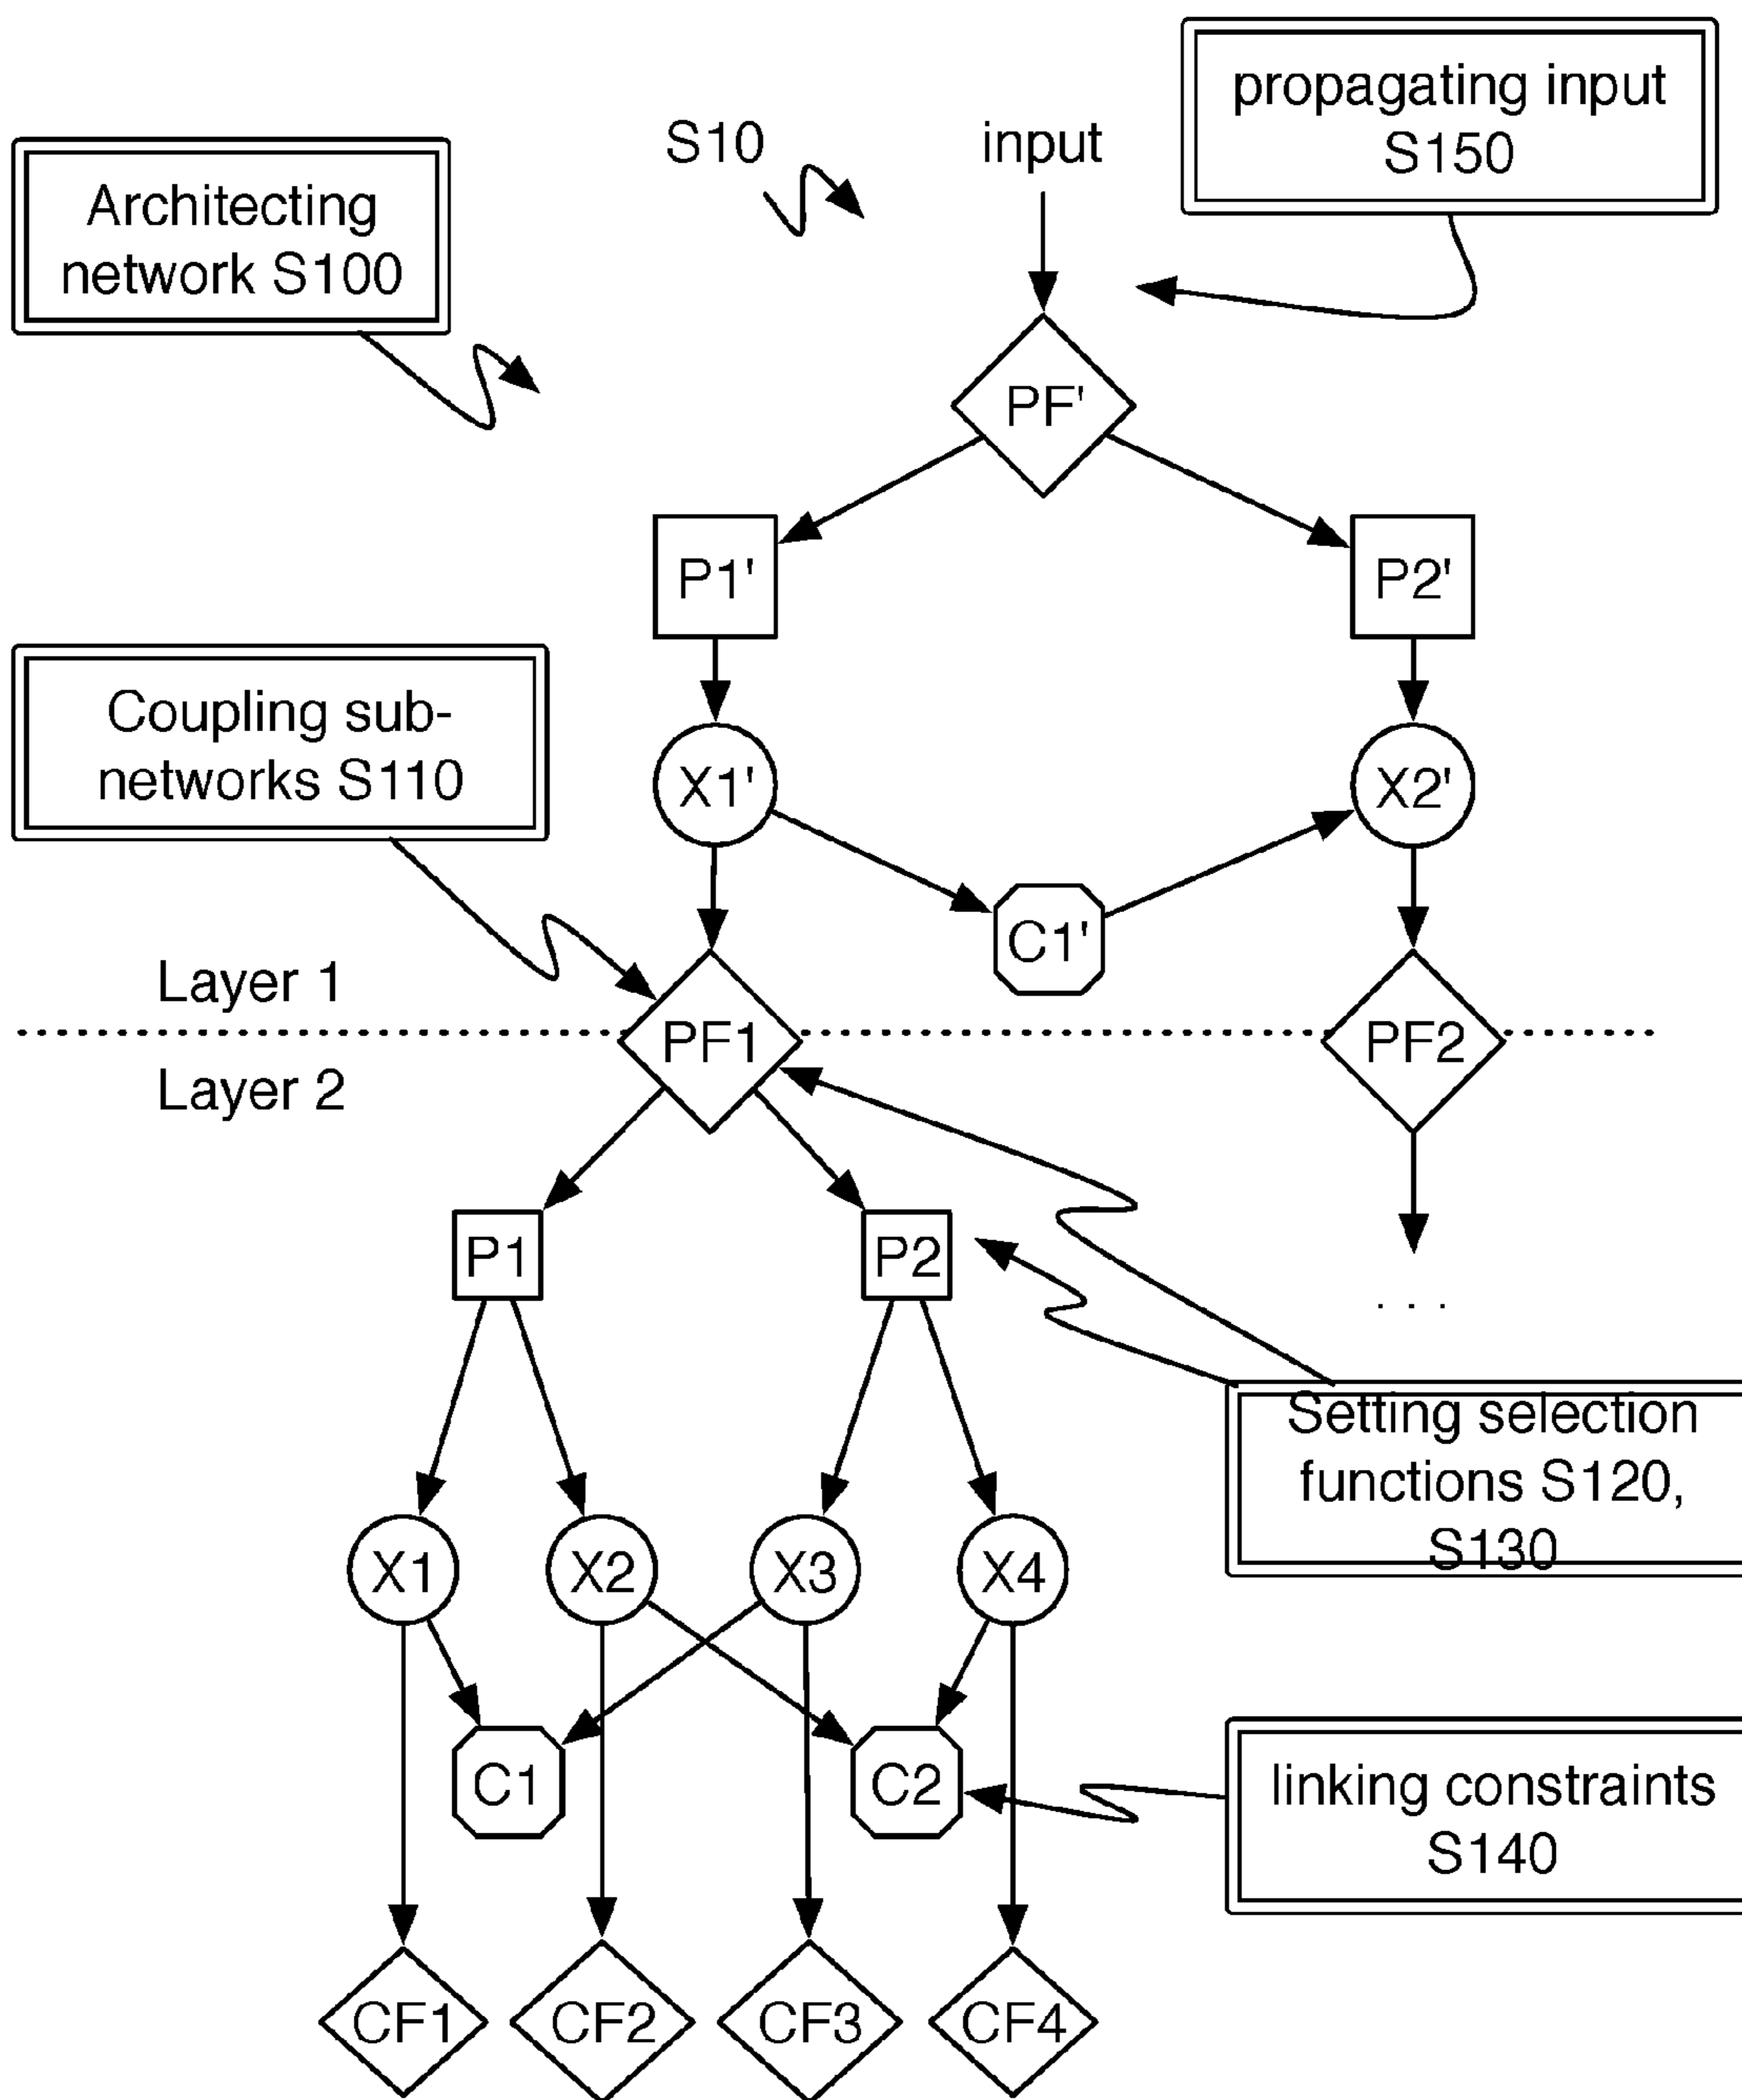 propagating input
S150
S10
input
Architecting
network S100
PF'
P1'
P2'
Coupling sub-
networks S110
X1'
X2'
C1'
Layer 1
PF1
PF2
Layer 2
P1
P2
. . .
Setting selection
functions S120,
S130
X1
X2
X3
X4
C1
C2
linking constraints
S140
CF1
CF2
CF3
CF4